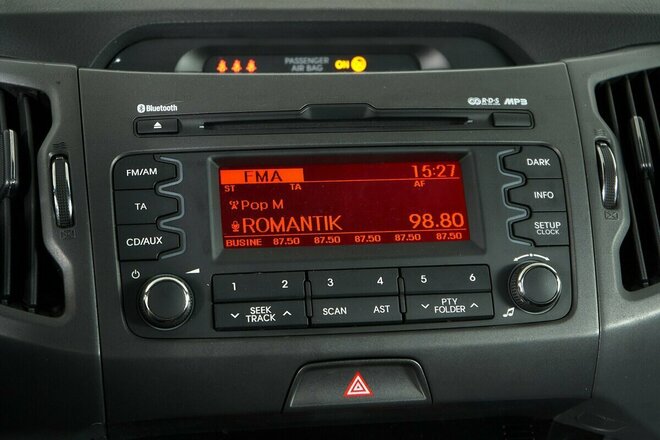 PASSENGER
AIR BAG ON
Bluetooth
R·D·S MP3
FM/AM
TA
CD/AUX
FMA 15:27
ST TA AF
Pop M
ROMANTIK 98.80
BUSINE 87.50 87.50 87.50 87.50 87.50
DARK
INFO
SETUP
CLOCK
1 2 3 4 5 6
SEEK
TRACK
SCAN AST
PTY
FOLDER